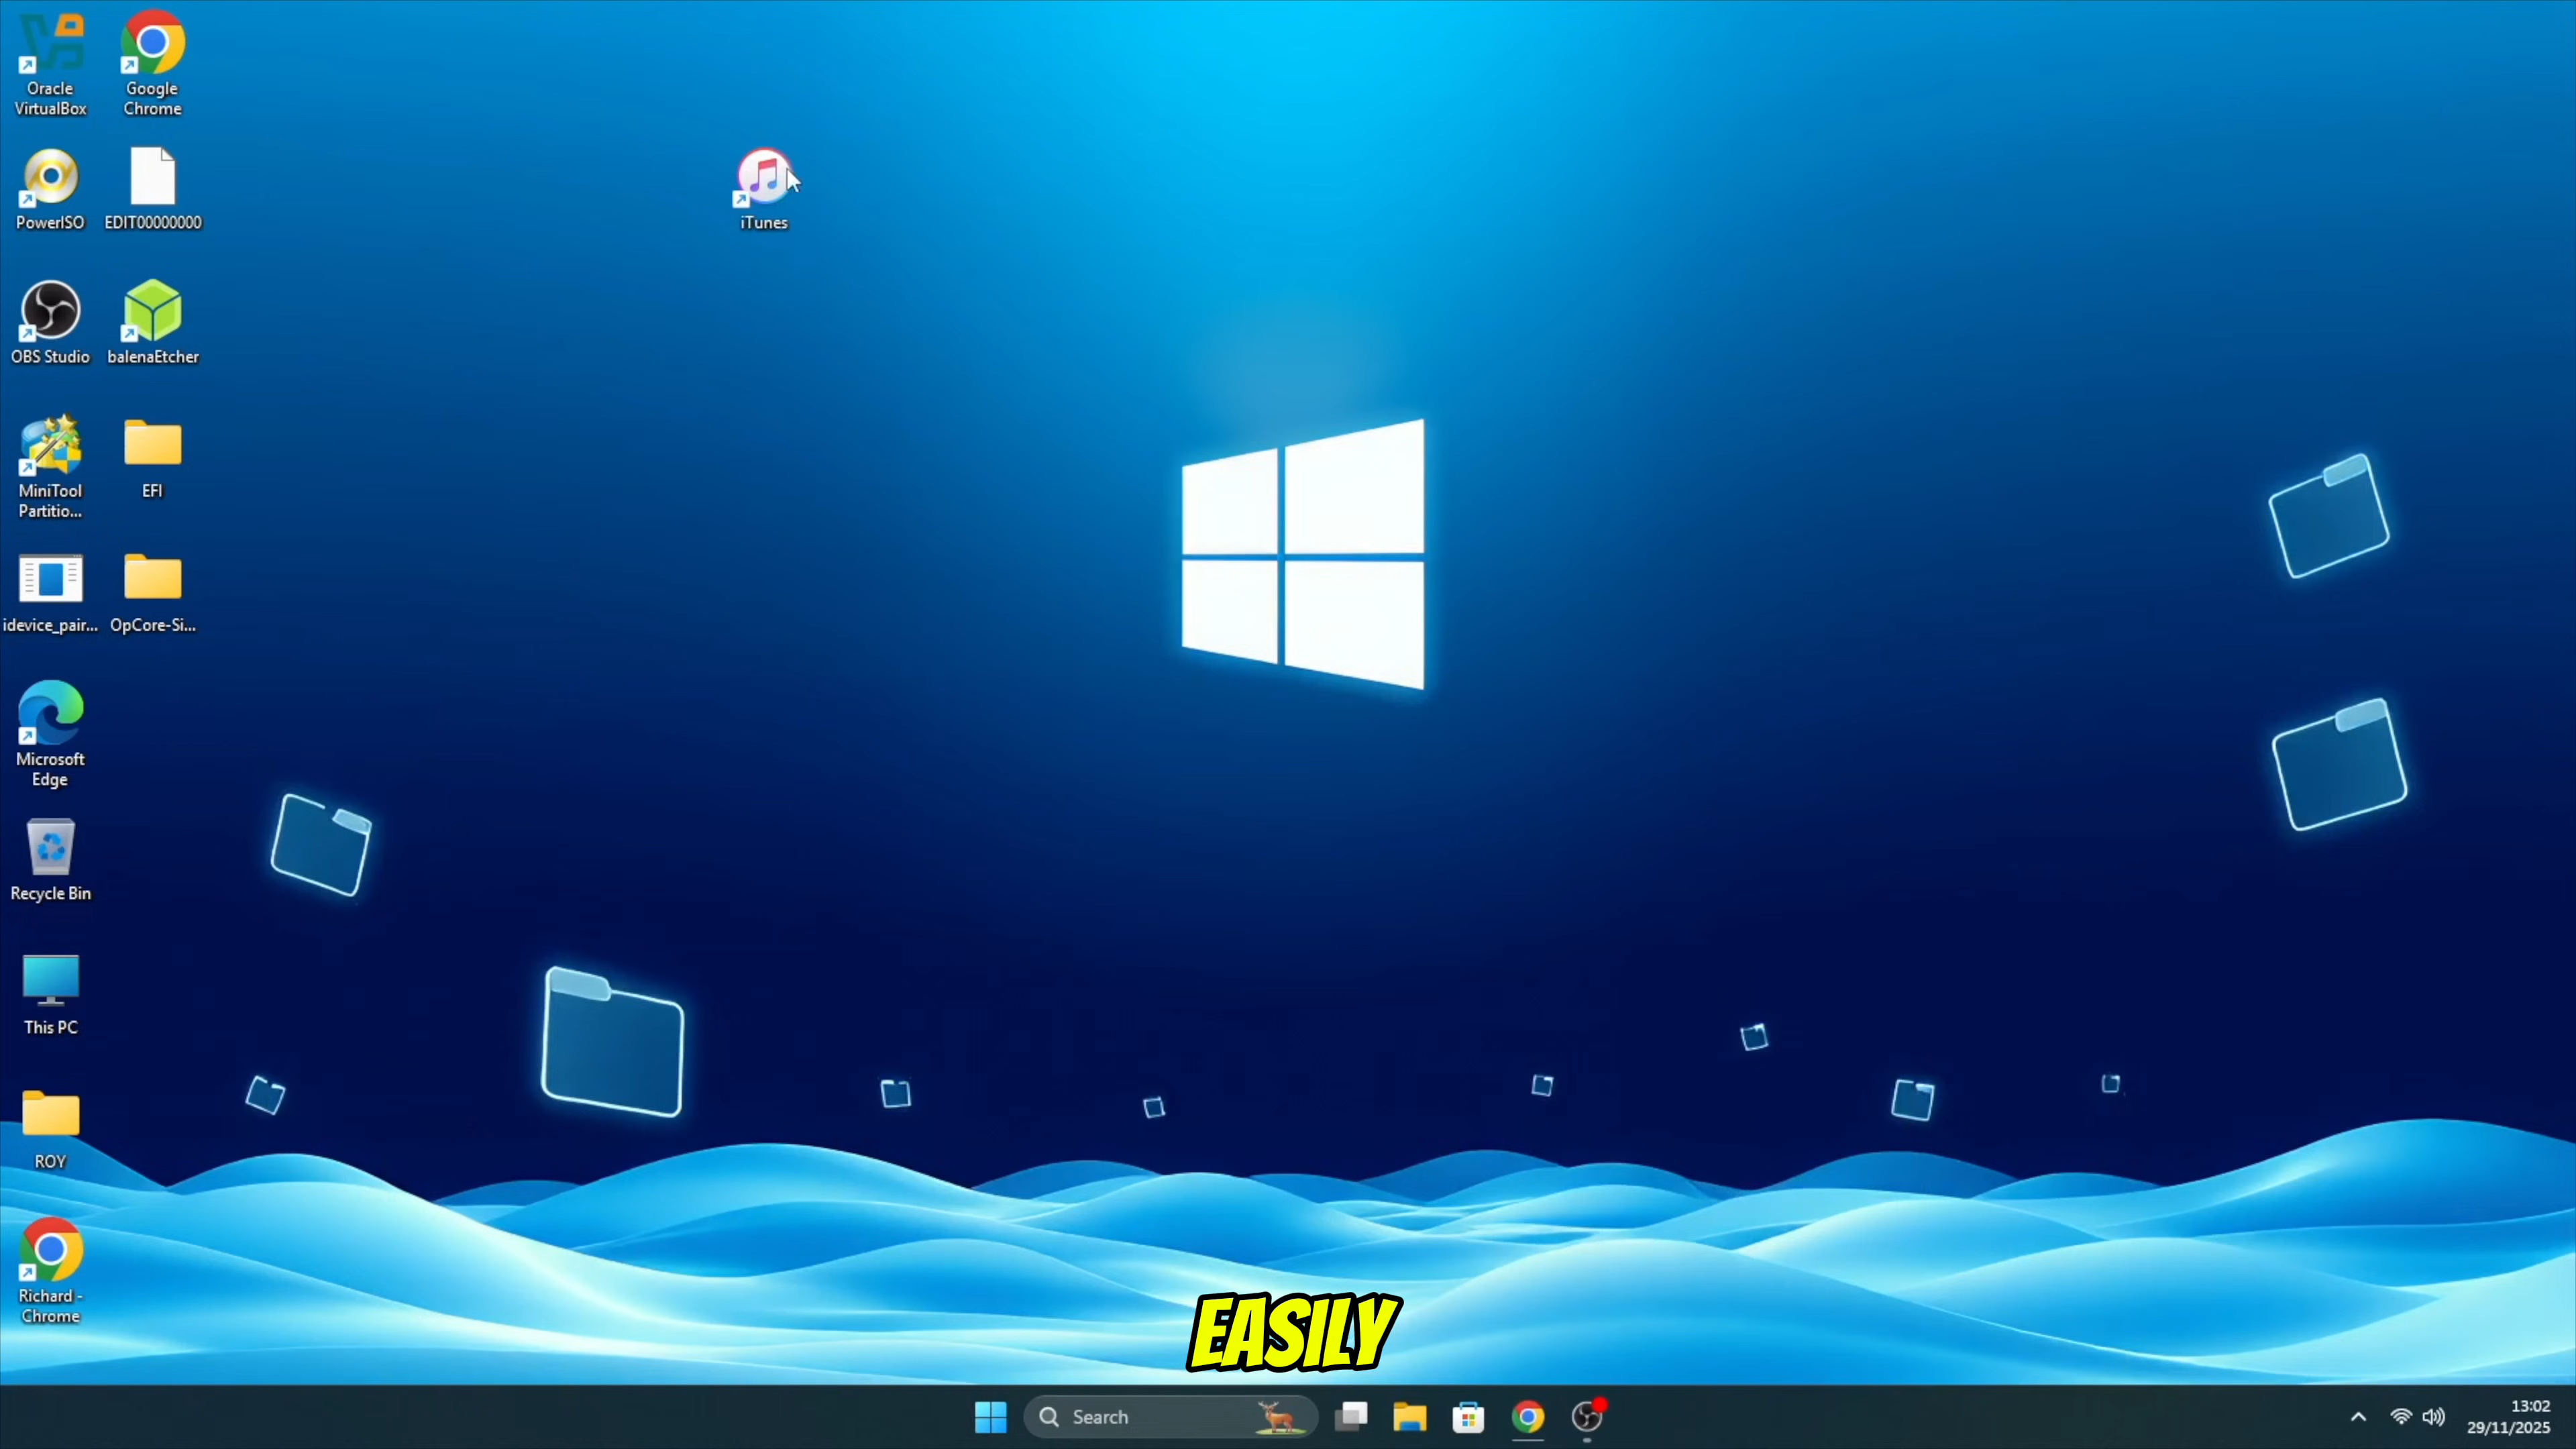 Oracle
VirtualBox
Google
Chrome
PowerISO
EDIT00000000
iTunes
OBS Studio
balenaEtcher
MiniTool
Partitio...
EFI
idevice_pair...
OpCore-Si...
Microsoft
Edge
Recycle Bin
This PC
ROY
Richard -
Chrome
EASILY
Search
13:02
29/11/2025